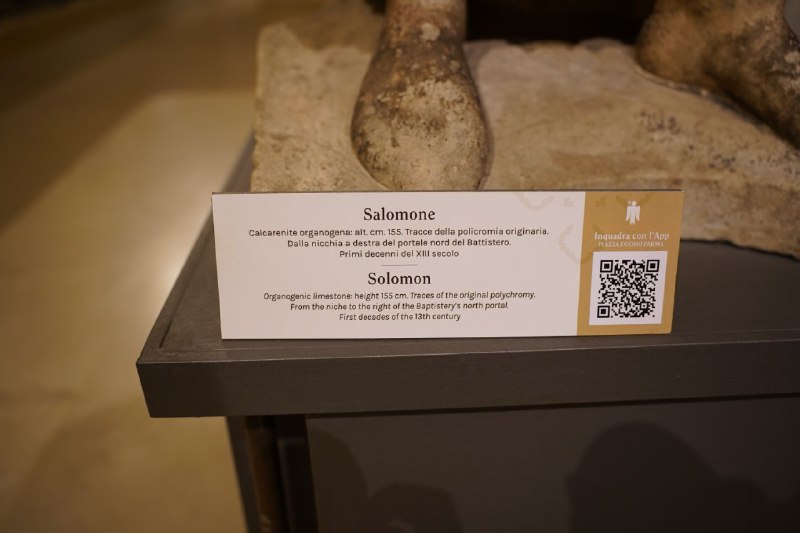 Salomone
Calcarenite organogena: alt. cm. 155. Tracce della policromia originaria.
Dalla nicchia a destra del portale nord del Battistero.
Primi decenni del XIII secolo
Solomon
Organogenic limestone: height 155 cm. Traces of the original polychromy.
From the niche to the right of the Baptistery's north portal.
First decades of the 13th century
Inquadra con l'App
PIAZZA DUOMO PARMA